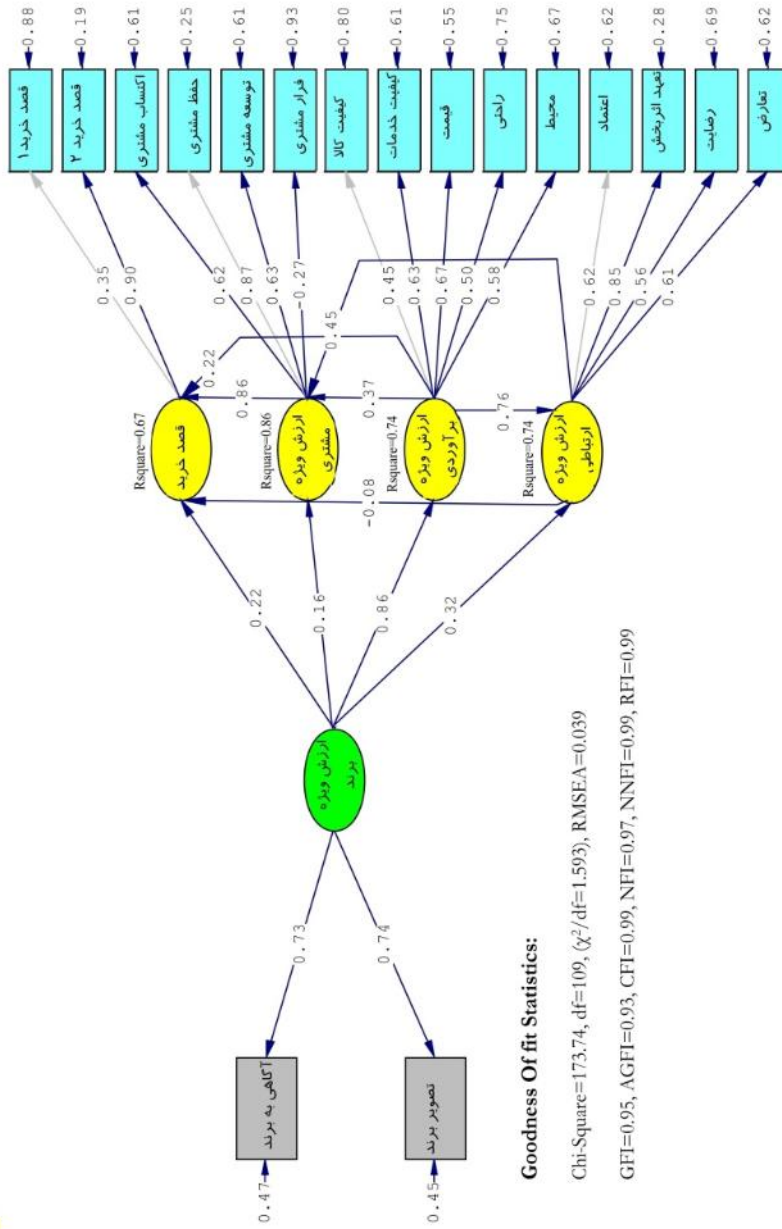 0.88
قصد خرید ۱
0.19
قصد خرید ۲
0.61
اکتساب مشتری
0.25
حفظ مشتری
0.61
توسعه مشتری
0.93
فرار مشتری
0.80
کیفیت کالا
0.61
کیفیت خدمات
0.55
قیمت
0.75
راحتی
0.67
محیط
0.62
اعتماد
0.28
تعهد اثربخش
0.69
رضایت
0.62
تعارض
0.35
0.90
0.62
0.87
0.63
-0.27
0.45
0.63
0.67
0.50
0.58
0.62
0.85
0.56
0.61
0.45
0.22
0.86
0.37
0.76
-0.08
Rsquare=0.67
قصد خرید
Rsquare=0.86
ارزش ویژه
مشتری
Rsquare=0.74
ارزش ویژه
برآوردی
Rsquare=0.74
ارزش ویژه
ارتباطی
0.22
0.16
0.86
0.32
ارزش ویژه
برند
0.73
0.74
آگاهی به برند
0.47
تصویر برند
0.45
Goodness Of fit Statistics:
Chi-Square=173.74, df=109, (χ²/df=1.593), RMSEA=0.039
GFI=0.95, AGFI=0.93, CFI=0.99, NFI=0.97, NNFI=0.99, RFI=0.99